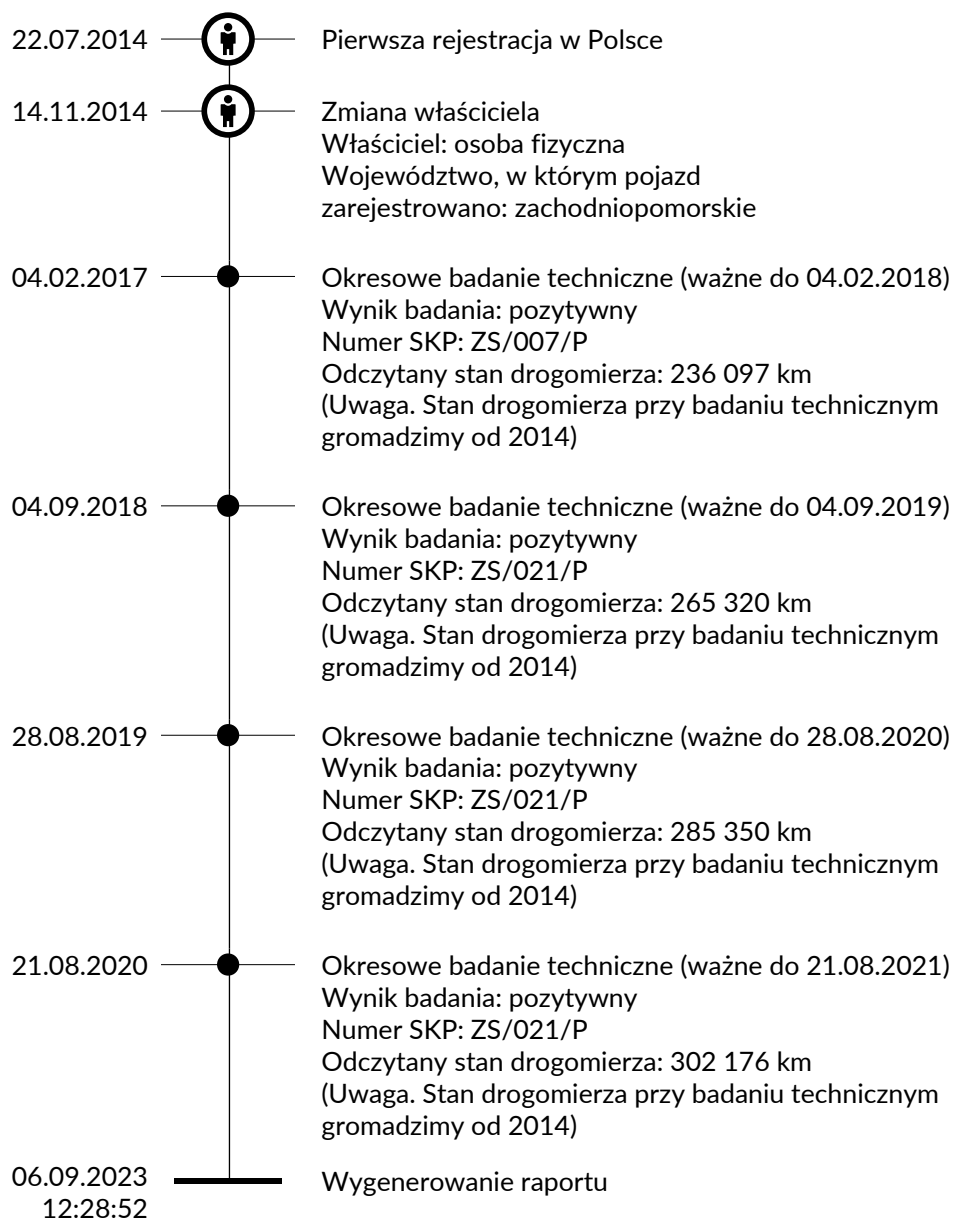 22.07.2014 Pierwsza rejestracja w Polsce
14.11.2014 Zmiana właściciela
Właściciel: osoba fizyczna
Województwo, w którym pojazd
zarejestrowano: zachodniopomorskie
04.02.2017 Okresowe badanie techniczne (ważne do 04.02.2018)
Wynik badania: pozytywny
Numer SKP: ZS/007/P
Odczytany stan drogomierza: 236 097 km
(Uwaga. Stan drogomierza przy badaniu technicznym
gromadzimy od 2014)
04.09.2018 Okresowe badanie techniczne (ważne do 04.09.2019)
Wynik badania: pozytywny
Numer SKP: ZS/021/P
Odczytany stan drogomierza: 265 320 km
(Uwaga. Stan drogomierza przy badaniu technicznym
gromadzimy od 2014)
28.08.2019 Okresowe badanie techniczne (ważne do 28.08.2020)
Wynik badania: pozytywny
Numer SKP: ZS/021/P
Odczytany stan drogomierza: 285 350 km
(Uwaga. Stan drogomierza przy badaniu technicznym
gromadzimy od 2014)
21.08.2020 Okresowe badanie techniczne (ważne do 21.08.2021)
Wynik badania: pozytywny
Numer SKP: ZS/021/P
Odczytany stan drogomierza: 302 176 km
(Uwaga. Stan drogomierza przy badaniu technicznym
gromadzimy od 2014)
06.09.2023 Wygenerowanie raportu
12:28:52